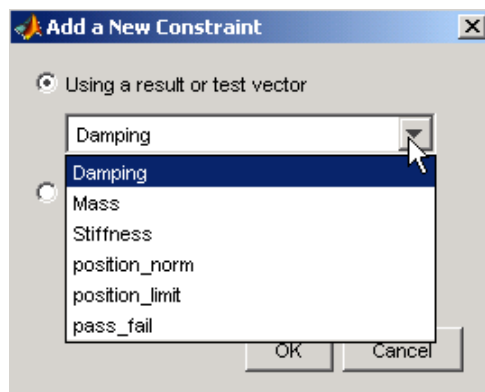 Add a New Constraint
Using a result or test vector
Damping
Damping
Mass
Stiffness
position_norm
position_limit
pass_fail
OK
Cancel